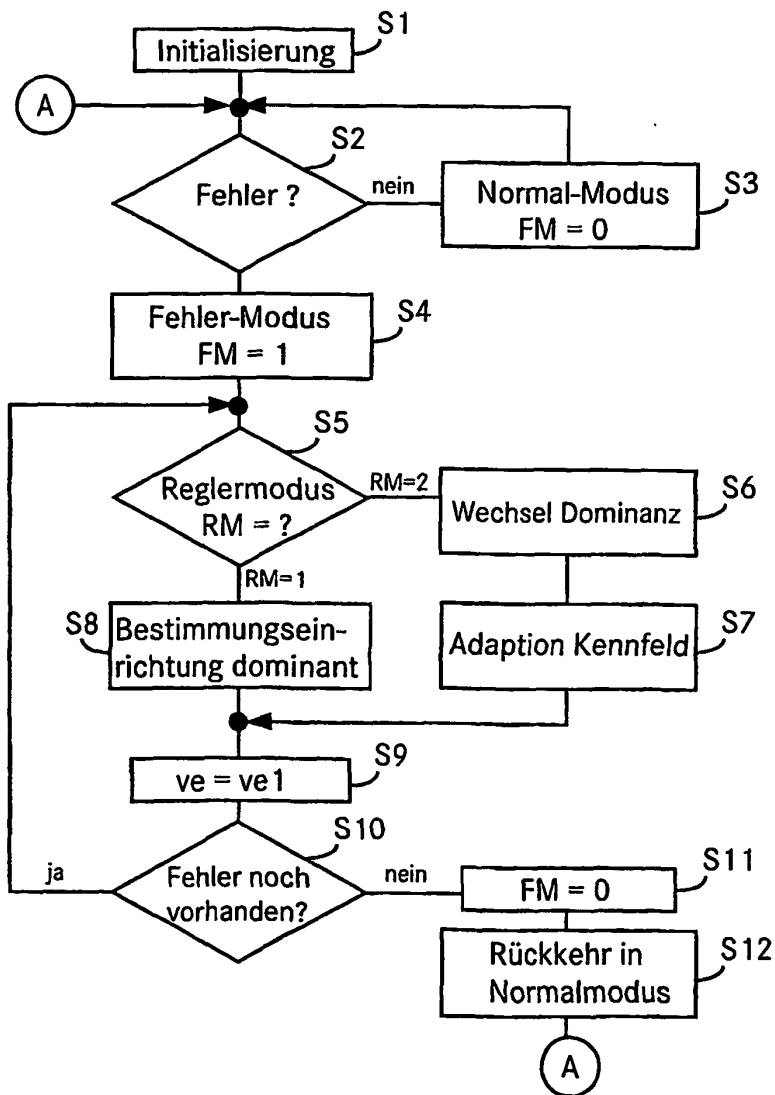 Initialisierung
S1
A
S2
Fehler ?
nein
Normal-Modus
FM = 0
S3
Fehler-Modus
FM = 1
S4
S5
Reglermodus
RM = ?
RM=2
Wechsel Dominanz
S6
RM=1
S8
Bestimmungsein-
richtung dominant
Adaption Kennfeld
S7
ve = ve1
S9
S10
ja
Fehler noch
vorhanden?
nein
FM = 0
S11
Rückkehr in
Normalmodus
S12
A